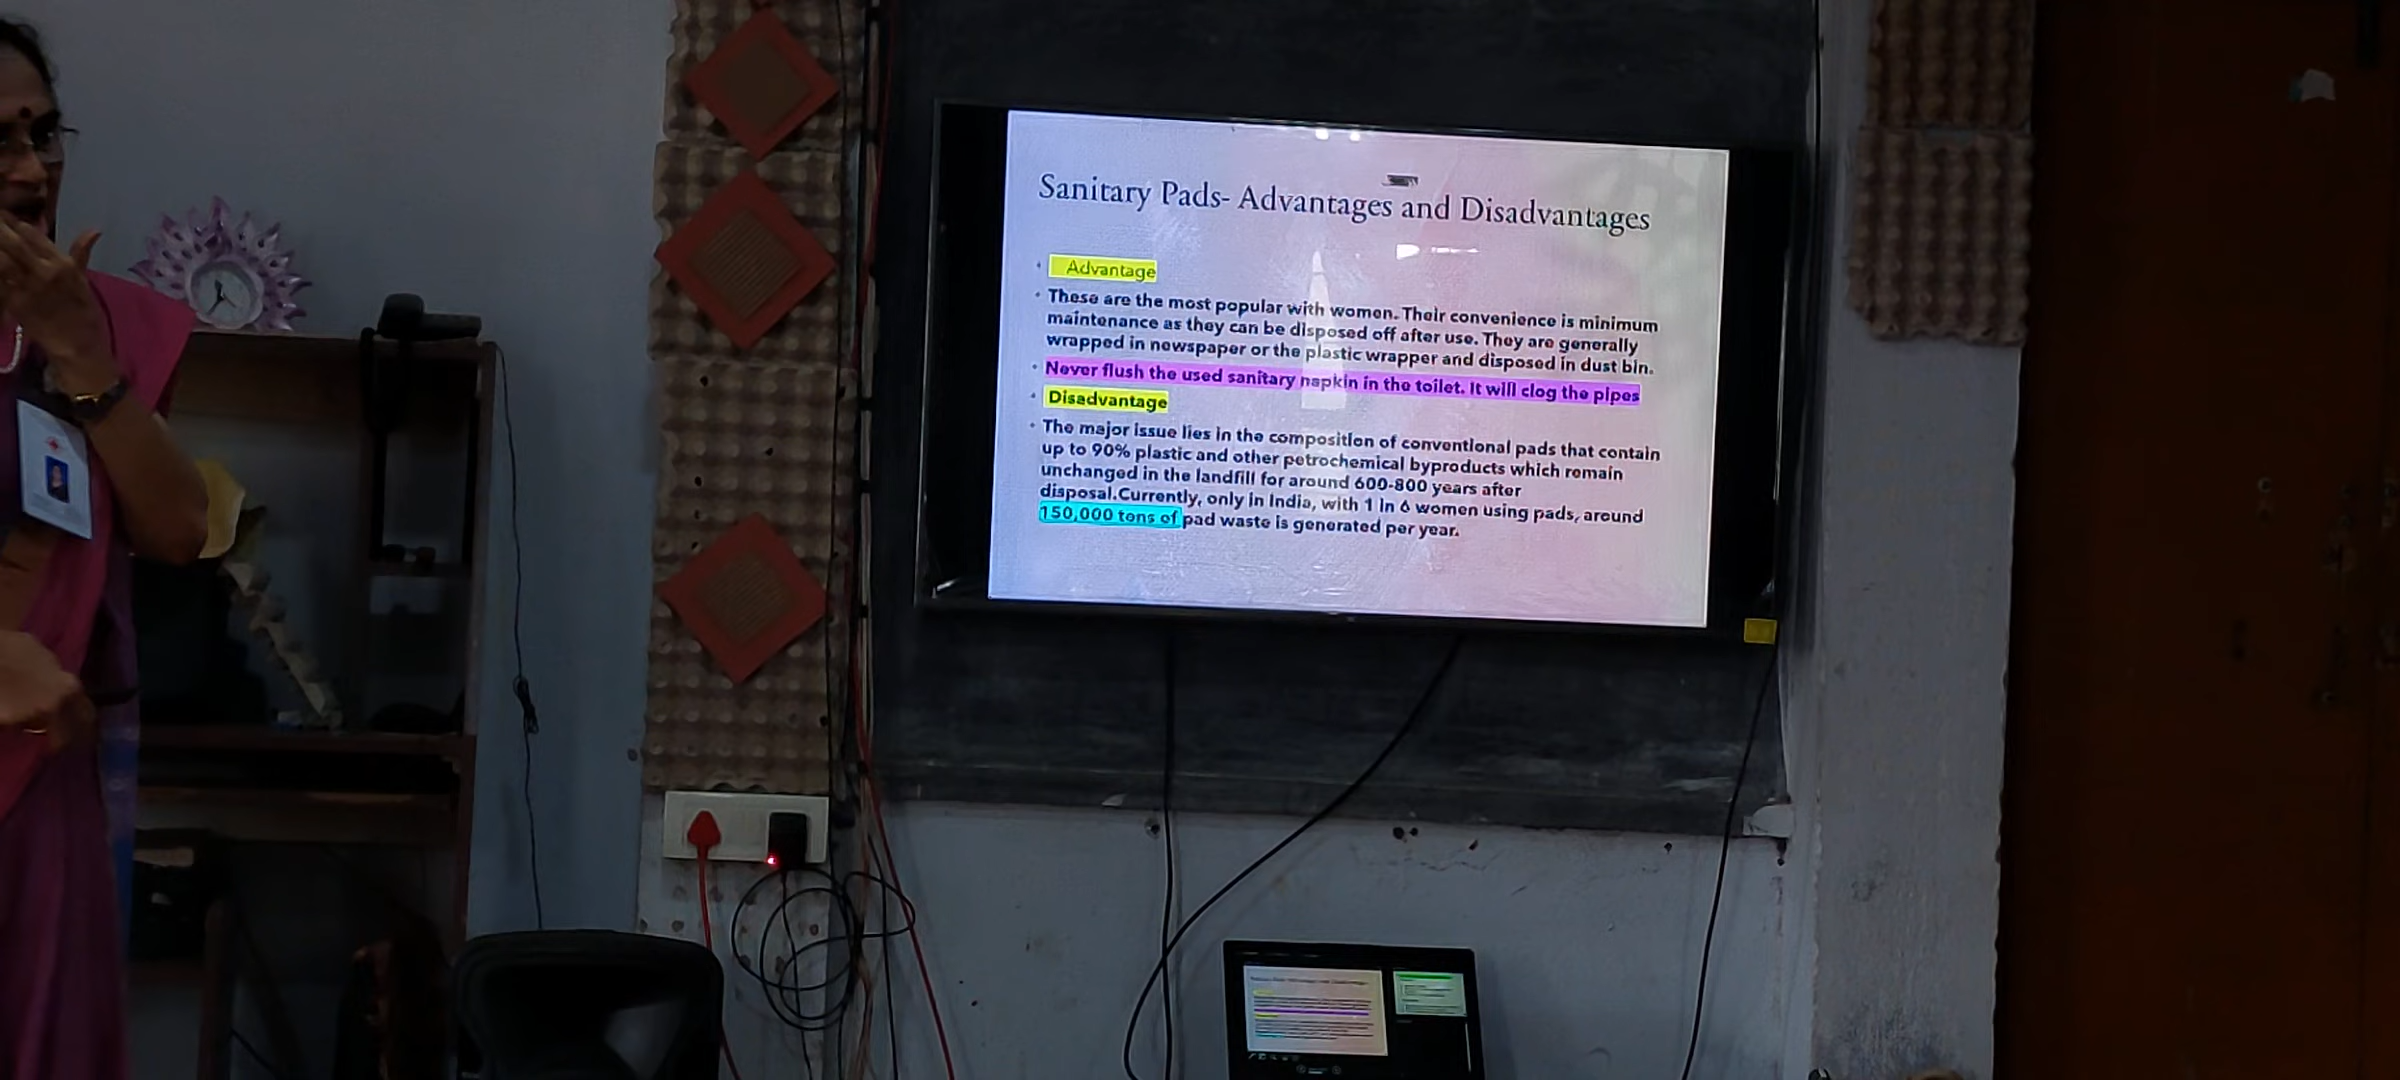 Sanitary Pads- Advantages and Disadvantages
Advantage
These are the most popular with women. Their convenience is minimum
maintenance as they can be disposed off after use. They are generally
wrapped in newspaper or the plastic wrapper and disposed in dust bin.
Never flush the used sanitary napkin in the toilet. It will clog the pipes
Disadvantage
The major issue lies in the composition of conventional pads that contain
up to 90% plastic and other petrochemical byproducts which remain
unchanged in the landfill for around 600-800 years after
disposal.Currently, only in India, with 1 in 6 women using pads, around
150,000 tons of pad waste is generated per year.